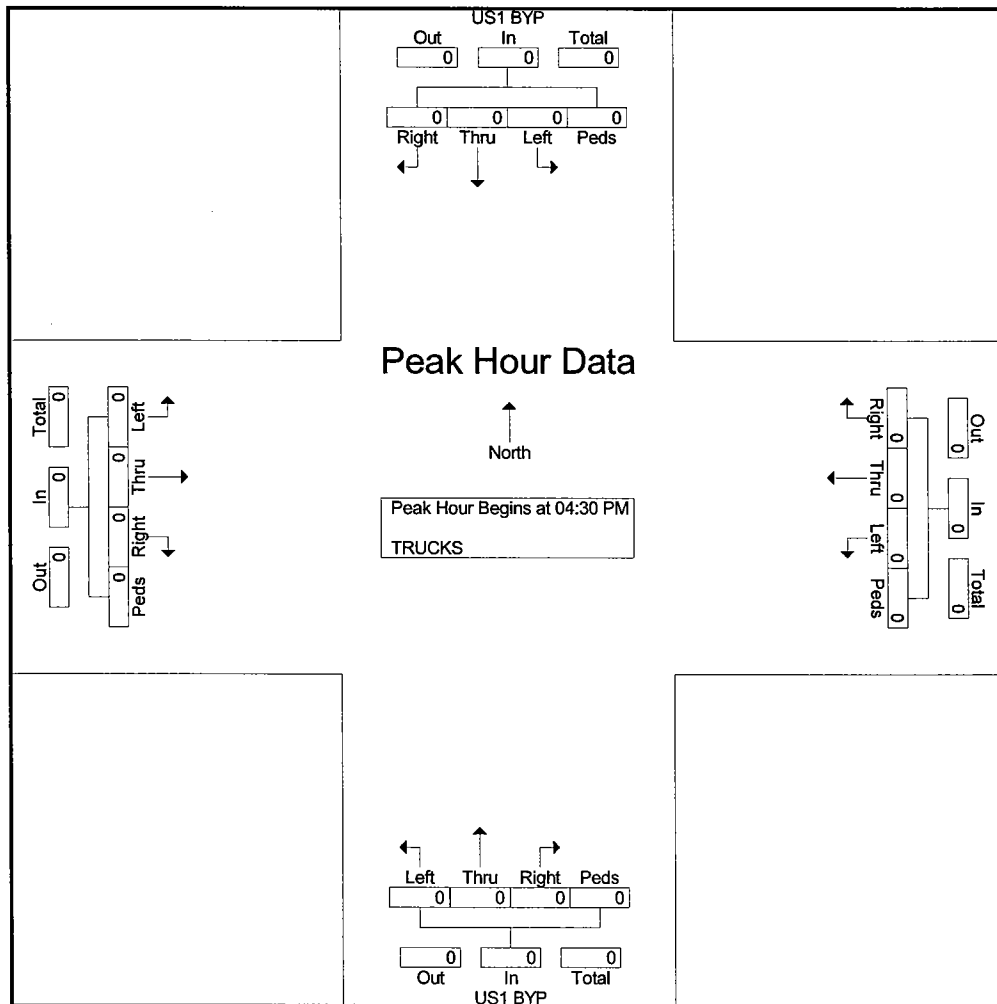 US1 BYP
Out In Total
0 0 0
0 0 0 0
Right Thru Left Peds
Peak Hour Data
North
Peak Hour Begins at 04:30 PM
TRUCKS
Total In Out
0 0 0
0 0 0 0
Left Thru Right Peds
Right Thru Left Peds
0 0 0 0
Out In Total
0 0 0
Left Thru Right Peds
0 0 0 0
0 0 0
Out In Total
US1 BYP